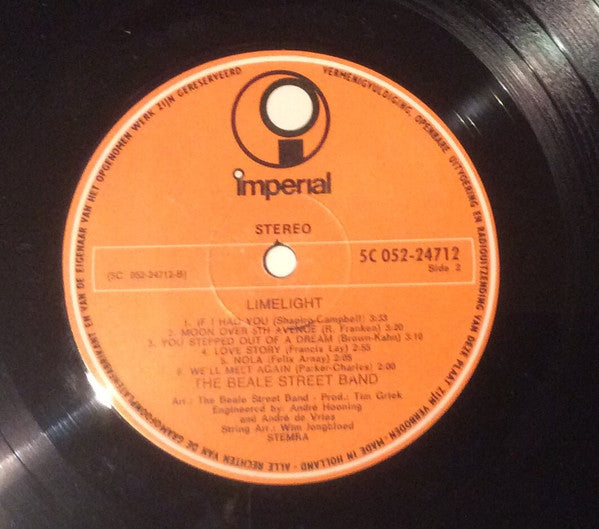 ALLE RECHTEN VAN DE GRAMMOFOONPLATENFABRIKANT EN VAN DE EIGENAAR VAN HET OPGENOMEN WERK ZIJN GERESERVEERD
VERMENIGVULDIGING, OPENBARE UITVOERING EN RADIOUITZENDING VAN DEZE PLAAT ZIJN VERBODEN · MADE IN HOLLAND ·
imperial
STEREO
5C 052-24712
(5C 052-24712-B)
Side 2
LIMELIGHT
1. IF I HAD YOU (Shapiro-Campbell) 3:33
2. MOON OVER 5TH AVENUE (R. Franken) 3:20
3. YOU STEPPED OUT OF A DREAM (Brown-Kahn) 3:10
4. LOVE STORY (Francis Lay) 2:55
5. NOLA (Felix Arnay) 2:05
6. WE'LL MEET AGAIN (Parker-Charles) 2:00
THE BEALE STREET BAND
Arr.: The Beale Street Band - Prod.: Tim Griek
Engineered by: André Hooning
and André de Vries
String Arr.: Wim Jongbloed
STEMRA